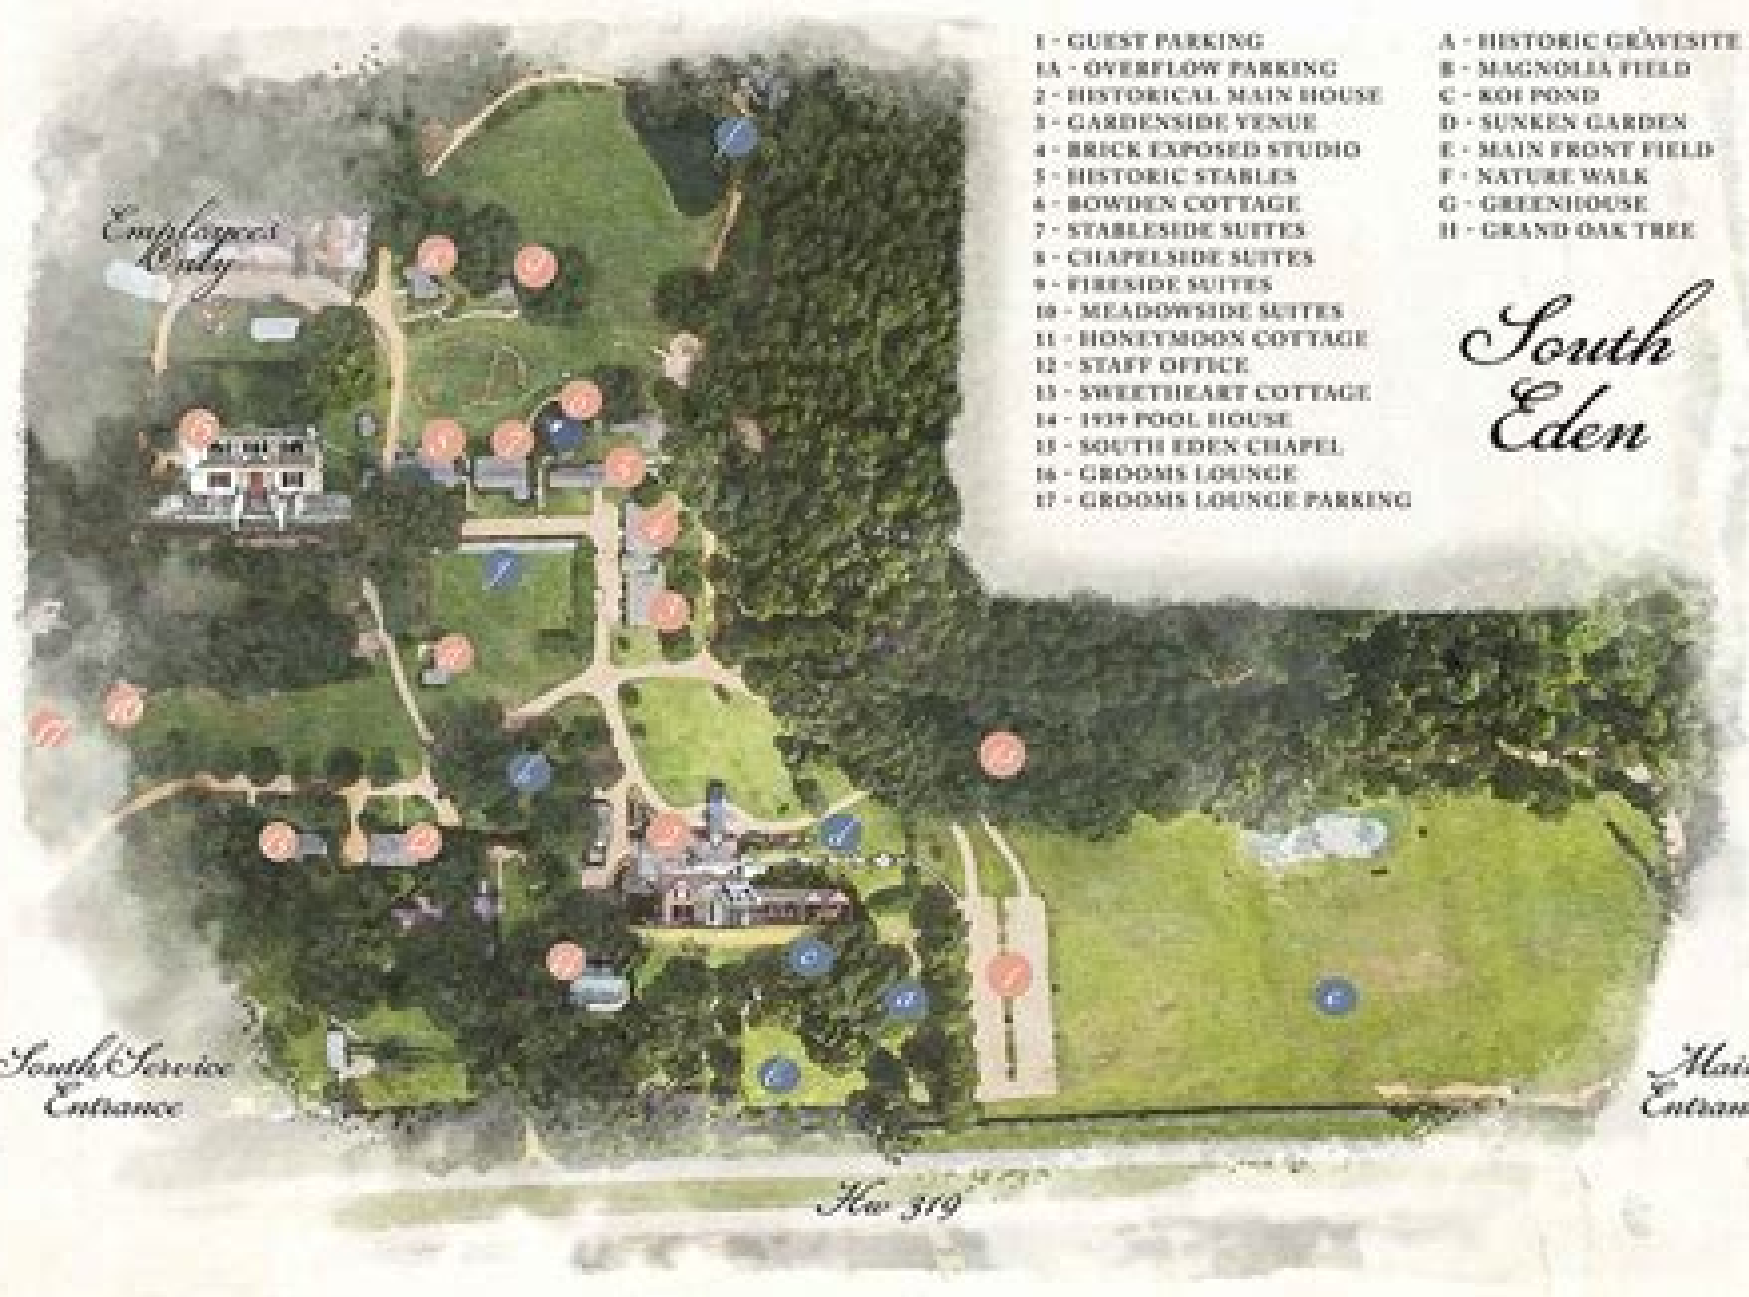 1 - GUEST PARKING
1A - OVERFLOW PARKING
2 - HISTORICAL MAIN HOUSE
3 - GARDENSIDE VENUE
4 - BRICK EXPOSED STUDIO
5 - HISTORIC STABLES
6 - BOWDEN COTTAGE
7 - STABLESIDE SUITES
8 - CHAPELSIDE SUITES
9 - FIRESIDE SUITES
10 - MEADOWSIDE SUITES
11 - HONEYMOON COTTAGE
12 - STAFF OFFICE
13 - SWEETHEART COTTAGE
14 - 1939 POOL HOUSE
15 - SOUTH EDEN CHAPEL
16 - GROOMS LOUNGE
17 - GROOMS LOUNGE PARKING
A - HISTORIC GRAVESITE
B - MAGNOLIA FIELD
C - KOI POND
D - SUNKEN GARDEN
E - MAIN FRONT FIELD
F - NATURE WALK
G - GREENHOUSE
H - GRAND OAK TREE
South
Eden
Employees
Only
South/Service
Entrance
Main
Hw 319